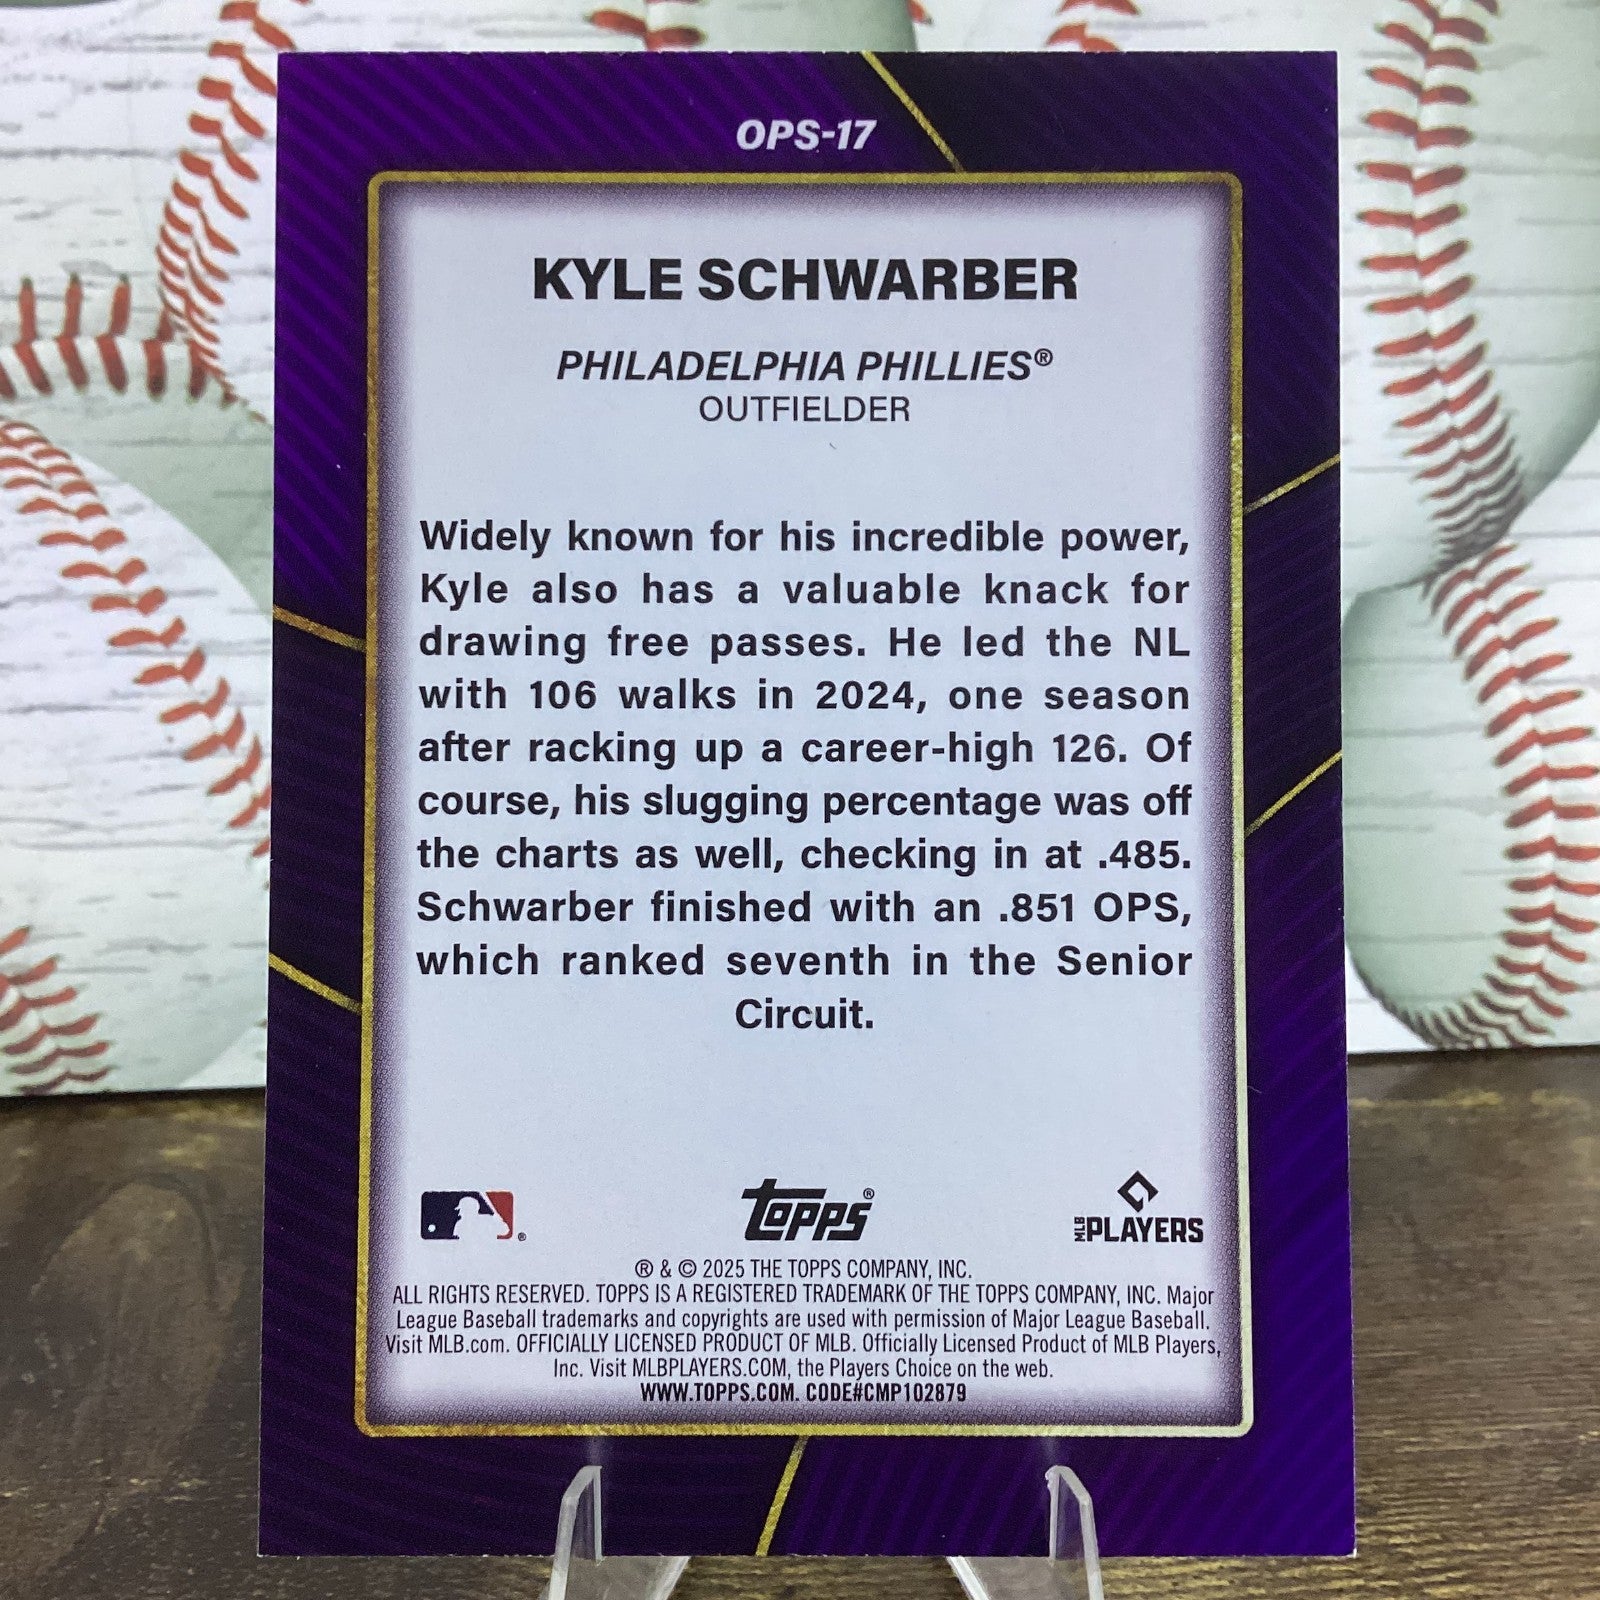 OPS-17
KYLE SCHWARBER
PHILADELPHIA PHILLIES®
OUTFIELDER
Widely known for his incredible power,
Kyle also has a valuable knack for
drawing free passes. He led the NL
with 106 walks in 2024, one season
after racking up a career-high 126. Of
course, his slugging percentage was off
the charts as well, checking in at .485.
Schwarber finished with an .851 OPS,
which ranked seventh in the Senior
Circuit.
®
TOPPS®
MLB PLAYERS
® & © 2025 THE TOPPS COMPANY, INC.
ALL RIGHTS RESERVED. TOPPS IS A REGISTERED TRADEMARK OF THE TOPPS COMPANY, INC. Major
League Baseball trademarks and copyrights are used with permission of Major League Baseball.
Visit MLB.com. OFFICIALLY LICENSED PRODUCT OF MLB. Officially Licensed Product of MLB Players,
Inc. Visit MLBPLAYERS.COM, the Players Choice on the web.
WWW.TOPPS.COM. CODE#CMP102879